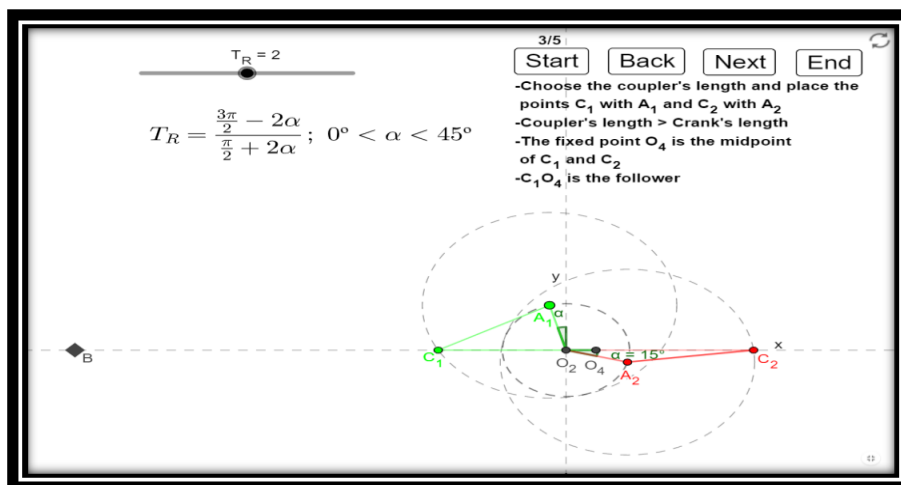 3/5
T_R = 2
Start Back Next End
-Choose the coupler's length and place the
points C₁ with A₁ and C₂ with A₂
-Coupler's length > Crank's length
-The fixed point O₄ is the midpoint
of C₁ and C₂
-C₁O₄ is the follower
T_R = (3π/2 − 2α)/(π/2 + 2α) ; 0º < α < 45º
y
A₁ α
x
B
C₁ O₂ O₄ α = 15° A₂ C₂